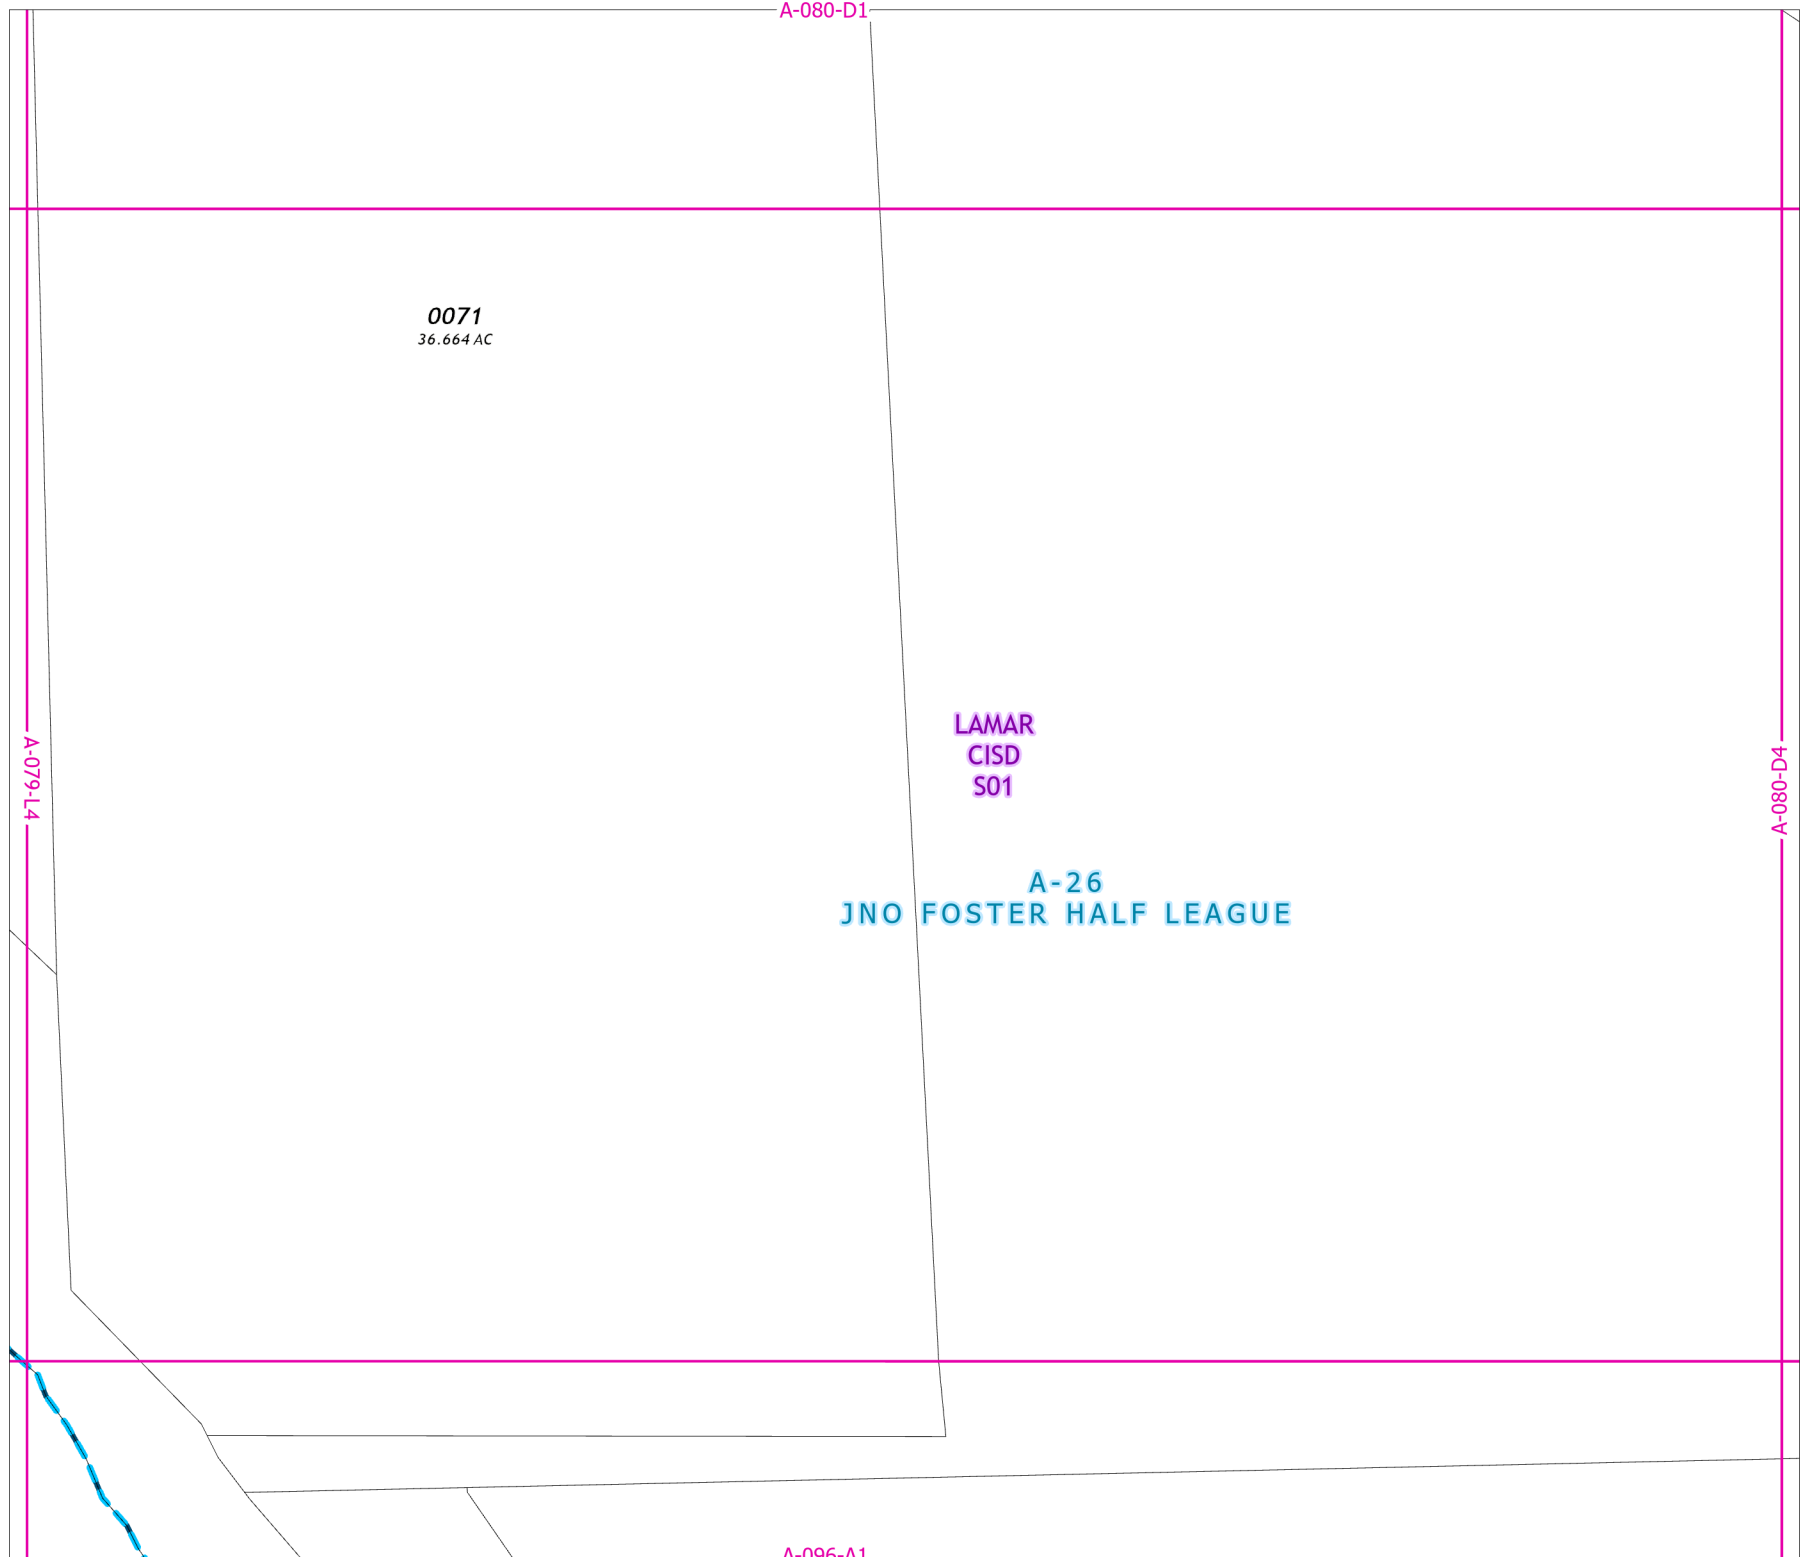 A-080-D1
0071
36.664 AC
LAMAR
CISD
S01
A-079-L4
A-080-D4
A-26
JNO FOSTER HALF LEAGUE
A-096-A1